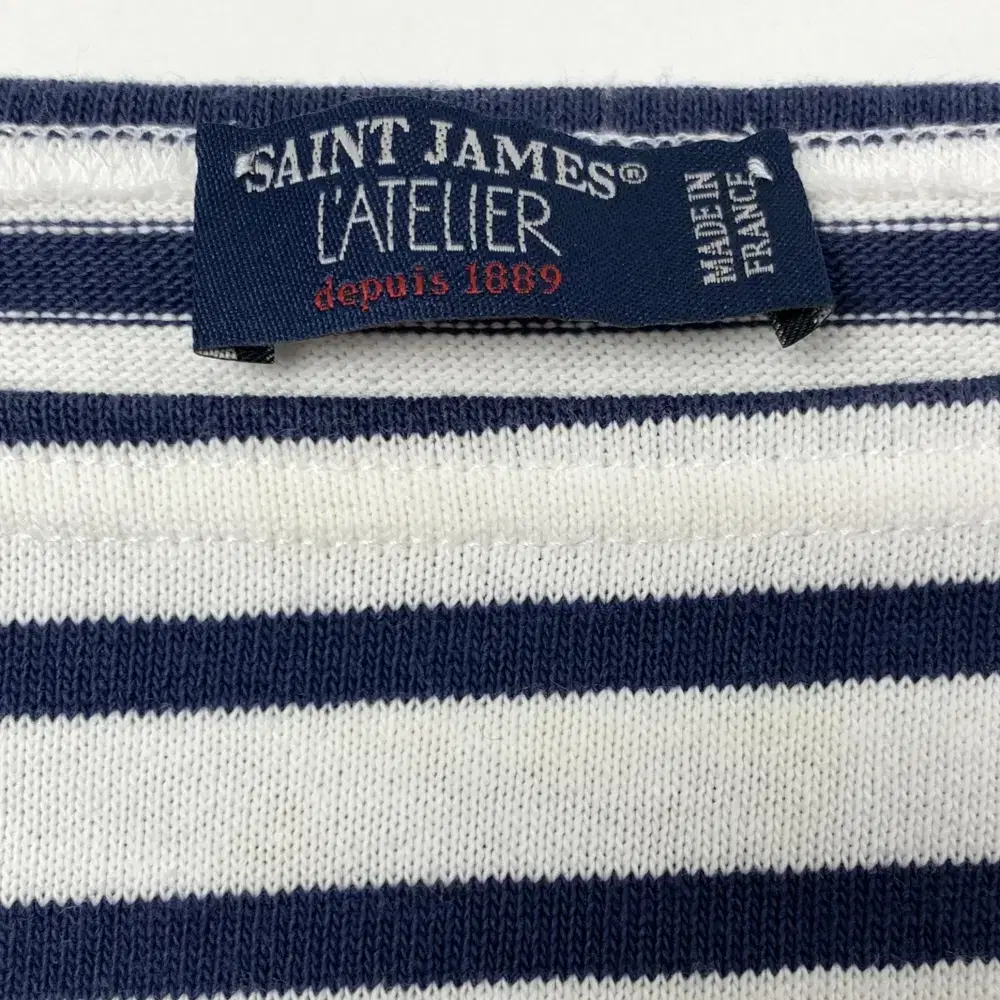 SAINT JAMES®
L'ATELIER
depuis 1889
MADE IN
FRANCE